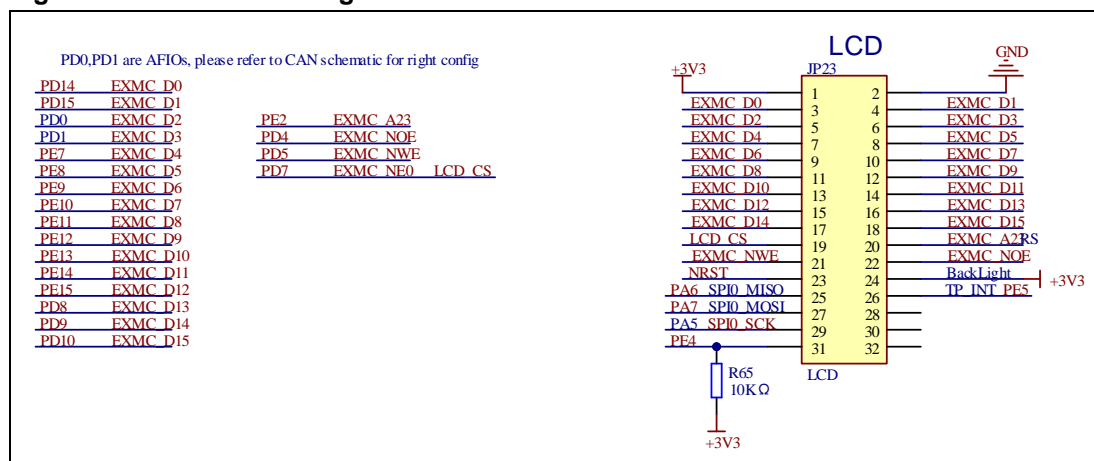 PD0,PD1 are AFIOs, please refer to CAN schematic for right config
PD14 EXMC_D0
PD15 EXMC_D1
PD0 EXMC_D2
PD1 EXMC_D3
PE7 EXMC_D4
PE8 EXMC_D5
PE9 EXMC_D6
PE10 EXMC_D7
PE11 EXMC_D8
PE12 EXMC_D9
PE13 EXMC_D10
PE14 EXMC_D11
PE15 EXMC_D12
PD8 EXMC_D13
PD9 EXMC_D14
PD10 EXMC_D15
PE2 EXMC_A23
PD4 EXMC_NOE
PD5 EXMC_NWE
PD7 EXMC_NE0 LCD_CS
LCD
+3V3 JP23 GND
1 2
EXMC_D0 3 4 EXMC_D1
EXMC_D2 5 6 EXMC_D3
EXMC_D4 7 8 EXMC_D5
EXMC_D6 9 10 EXMC_D7
EXMC_D8 11 12 EXMC_D9
EXMC_D10 13 14 EXMC_D11
EXMC_D12 15 16 EXMC_D13
EXMC_D14 17 18 EXMC_D15
LCD_CS 19 20 EXMC_A23RS
EXMC_NWE 21 22 EXMC_NOE
NRST 23 24 BackLight +3V3
PA6 SPI0_MISO 25 26 TP_INT PE5
PA7 SPI0_MOSI 27 28
PA5 SPI0_SCK 29 30
PE4 31 32
LCD
R65
10KΩ
+3V3